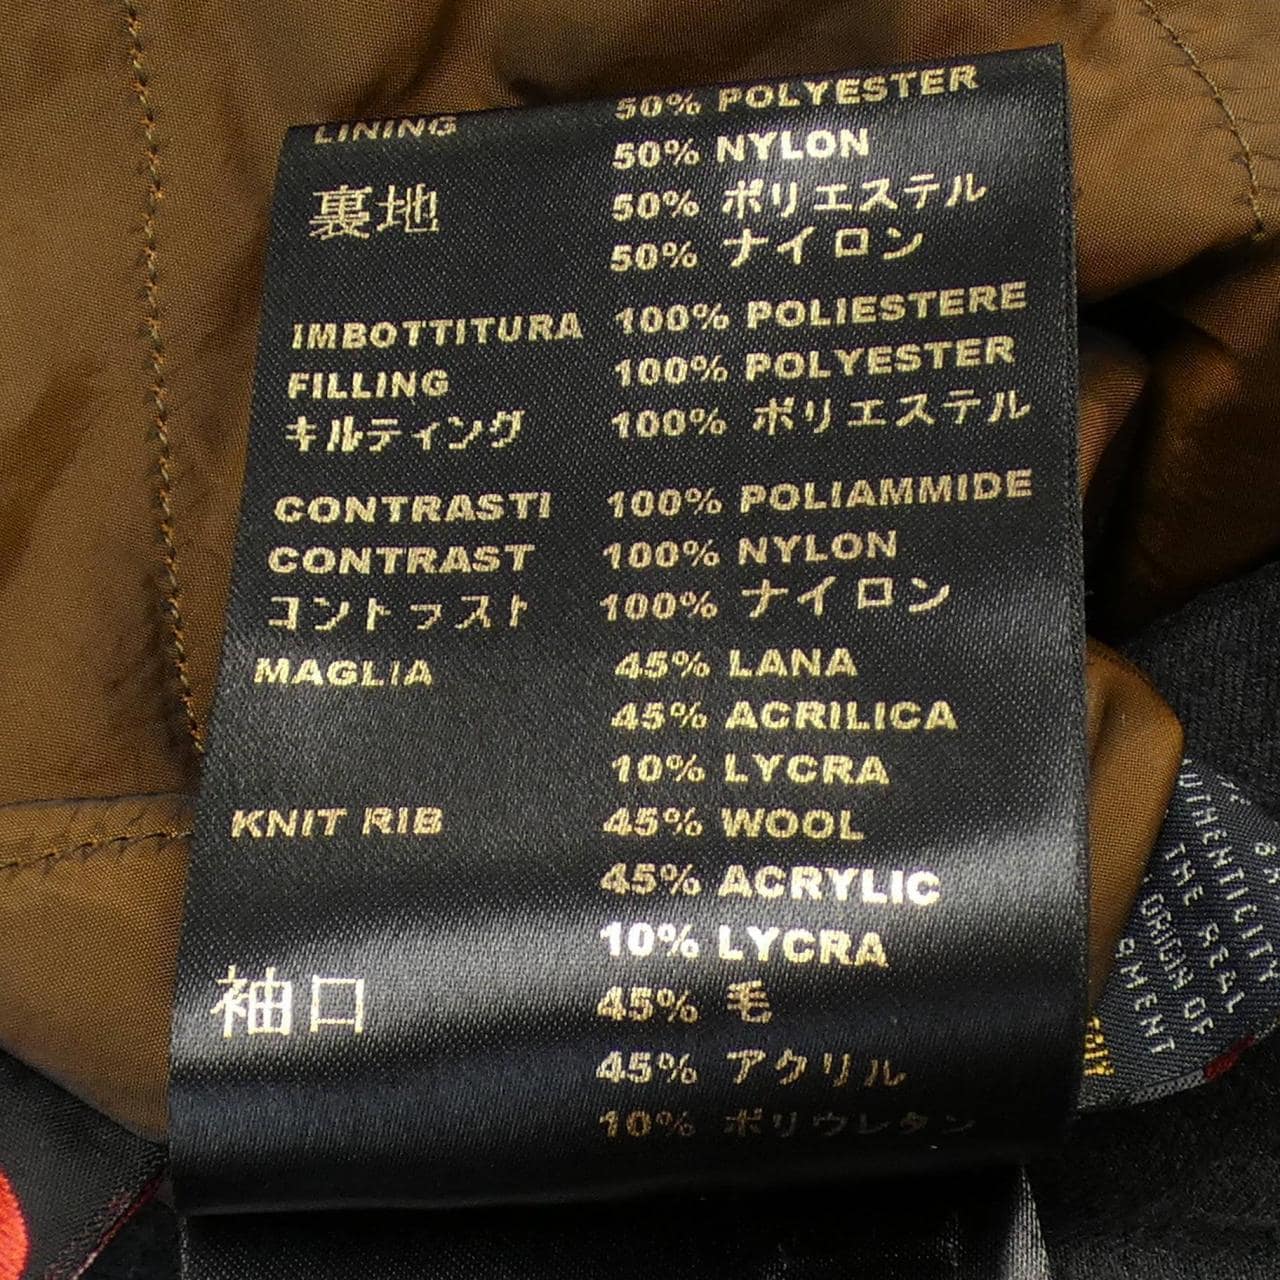 50% POLYESTER
LINING
50% NYLON
裏地 50% ポリエステル
50% ナイロン
IMBOTTITURA 100% POLIESTERE
FILLING 100% POLYESTER
キルティング 100% ポリエステル
CONTRASTI 100% POLIAMMIDE
CONTRAST 100% NYLON
コントラスト 100% ナイロン
MAGLIA 45% LANA
45% ACRILICA
10% LYCRA
KNIT RIB 45% WOOL
45% ACRYLIC
10% LYCRA
袖口 45% 毛
45% アクリル
10% ポリウレタン
THE REAL
ORIGIN OF